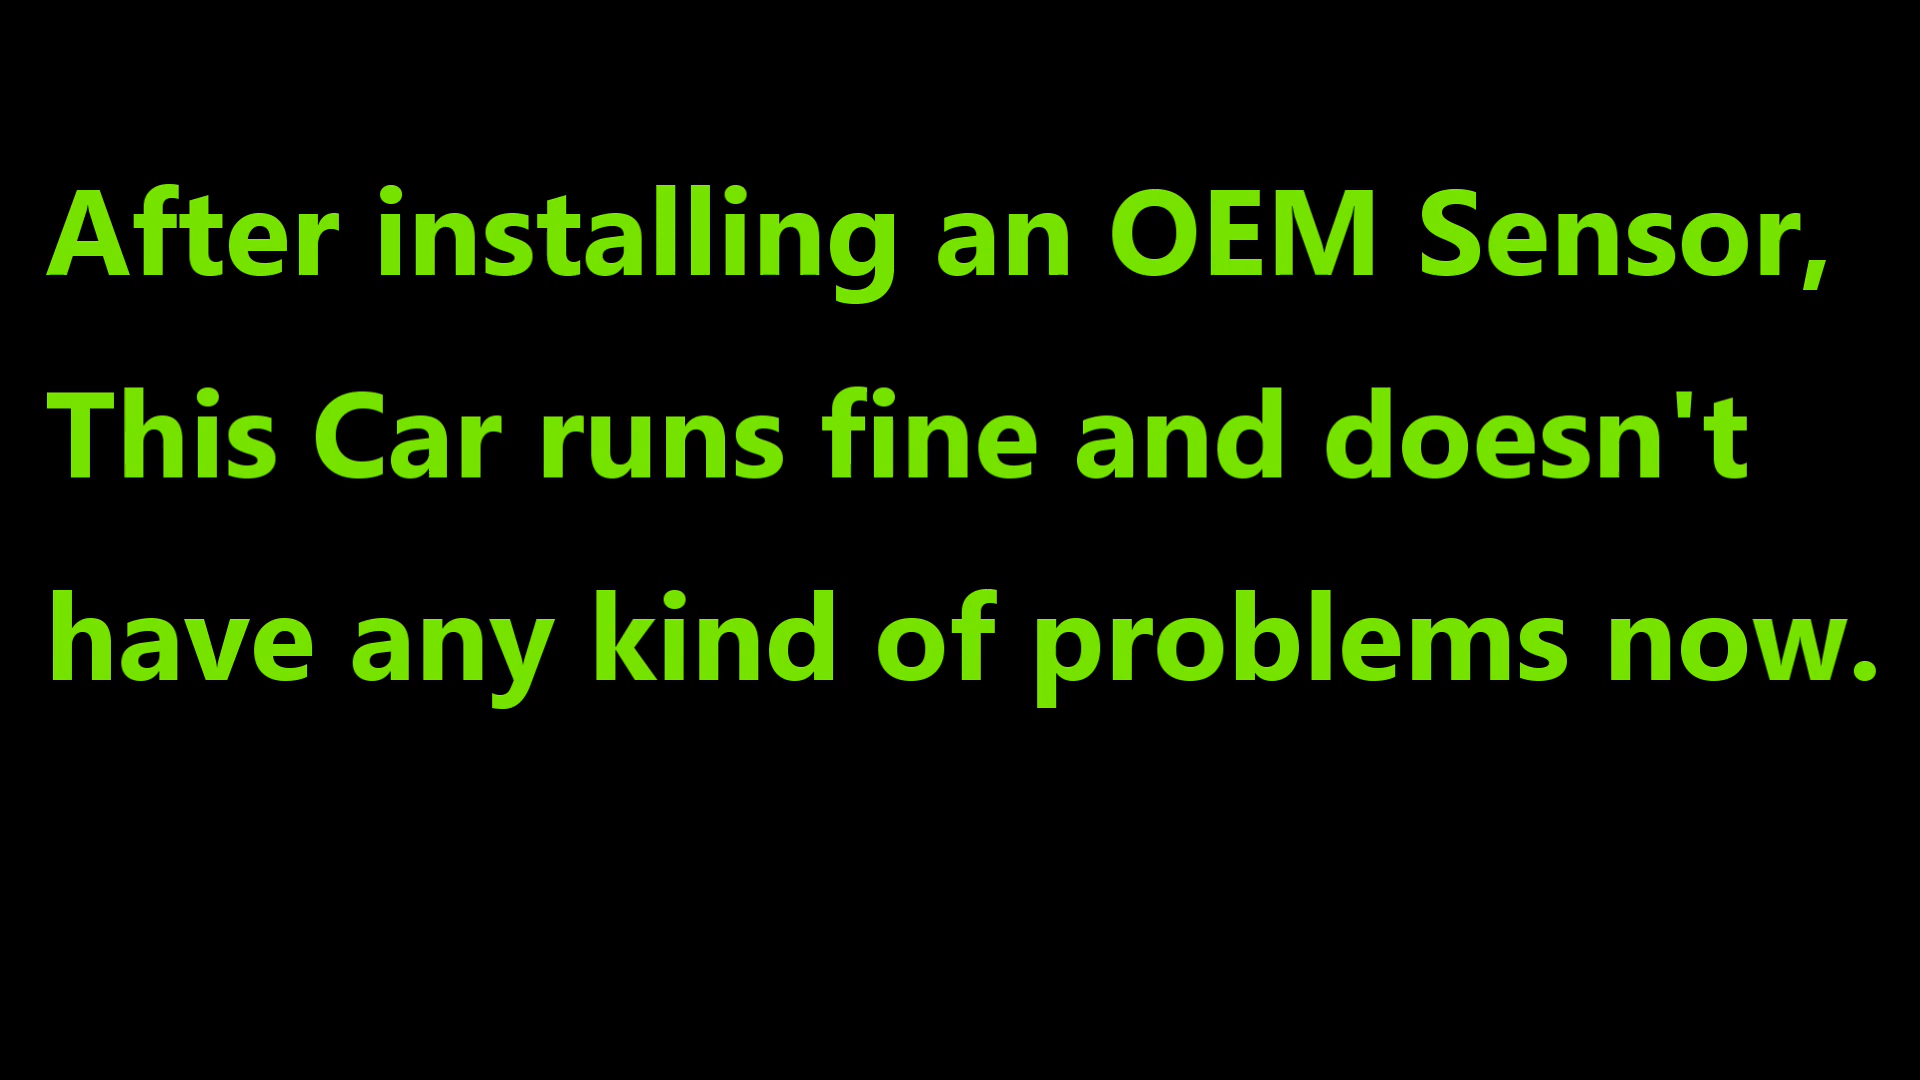 After installing an OEM Sensor,
This Car runs fine and doesn't
have any kind of problems now.